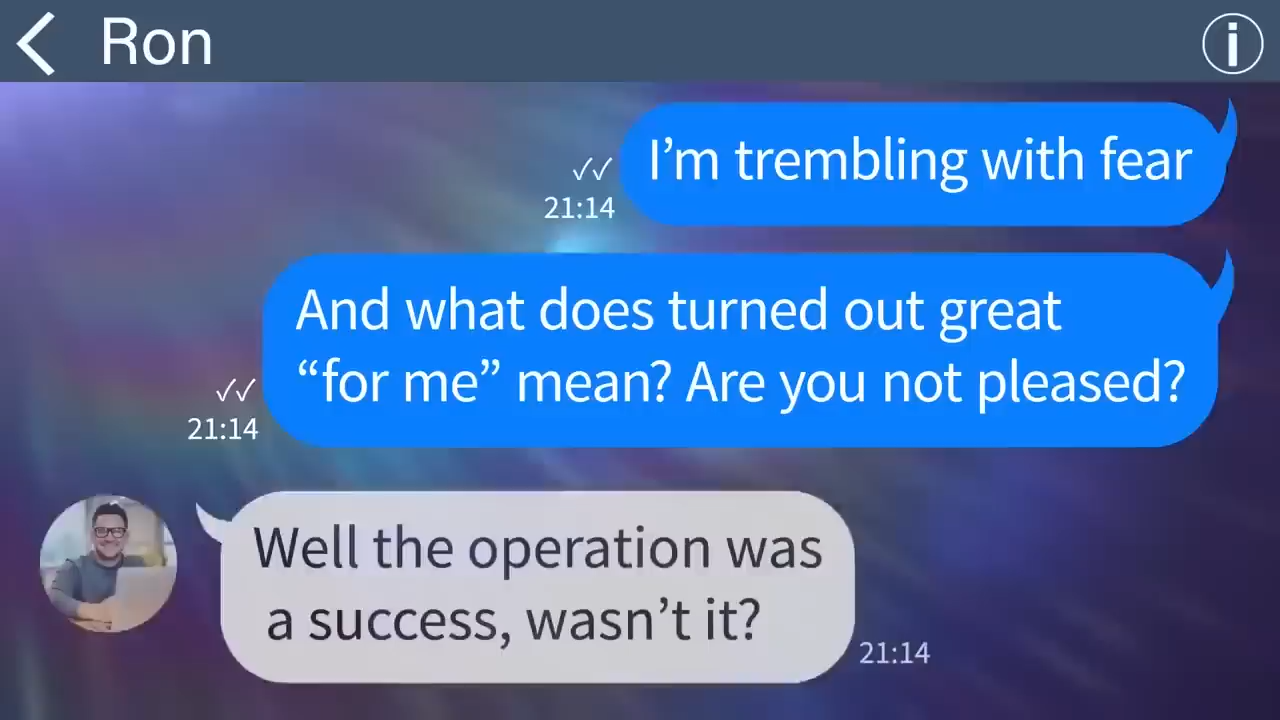 Ron
I’m trembling with fear
21:14
And what does turned out great
“for me” mean? Are you not pleased?
21:14
Well the operation was
a success, wasn’t it?
21:14